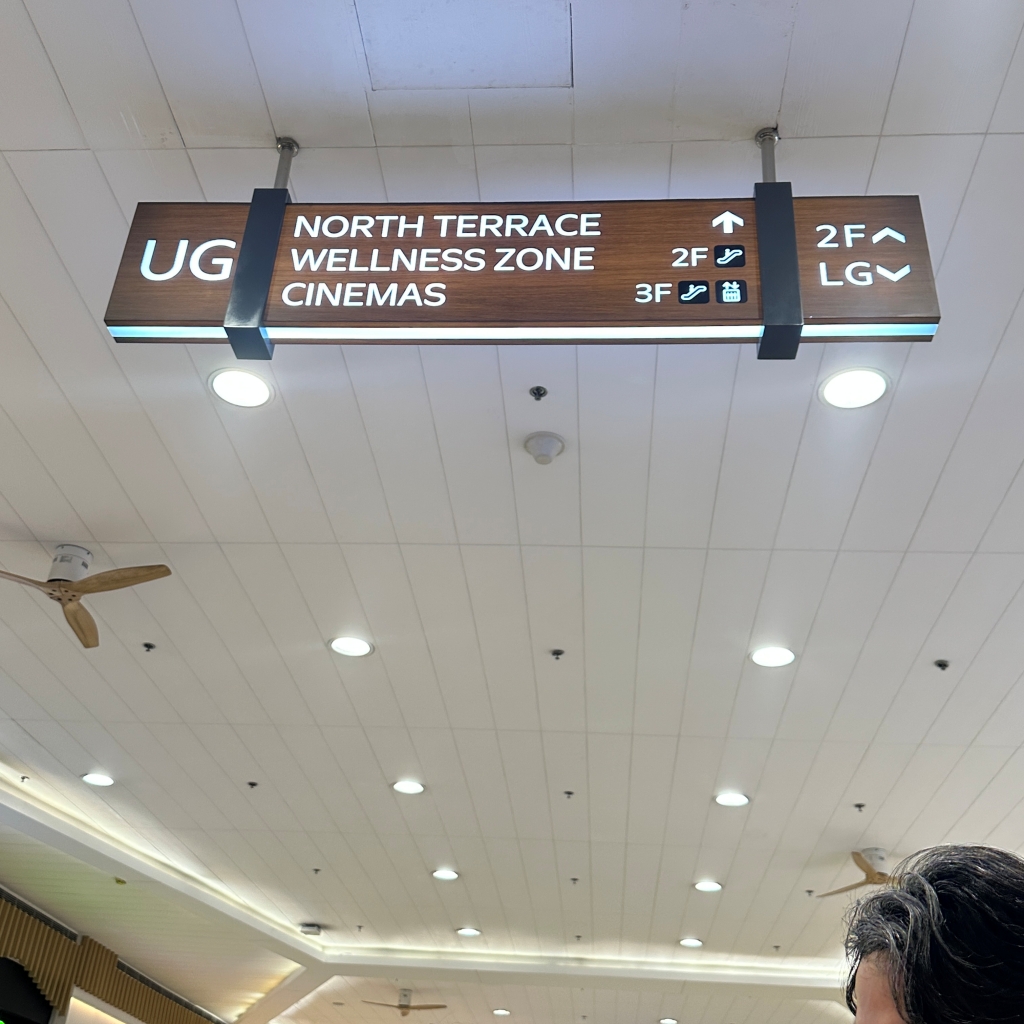 UG
NORTH TERRACE
WELLNESS ZONE 2F
CINEMAS 3F
2F
LG